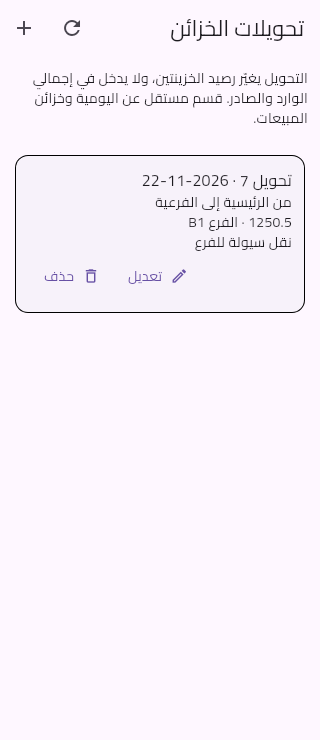 تحويلات الخزائن
التحويل يغيّر رصيد الخزينتين، ولا يدخل في إجمالي
الوارد والصادر. قسم مستقل عن اليومية وخزائن
المبيعات.
تحويل 7 · 2026-11-22
من الرئيسية إلى الفرعية
1250.5 · الفرع B1
نقل سيولة للفرع
تعديل
حذف